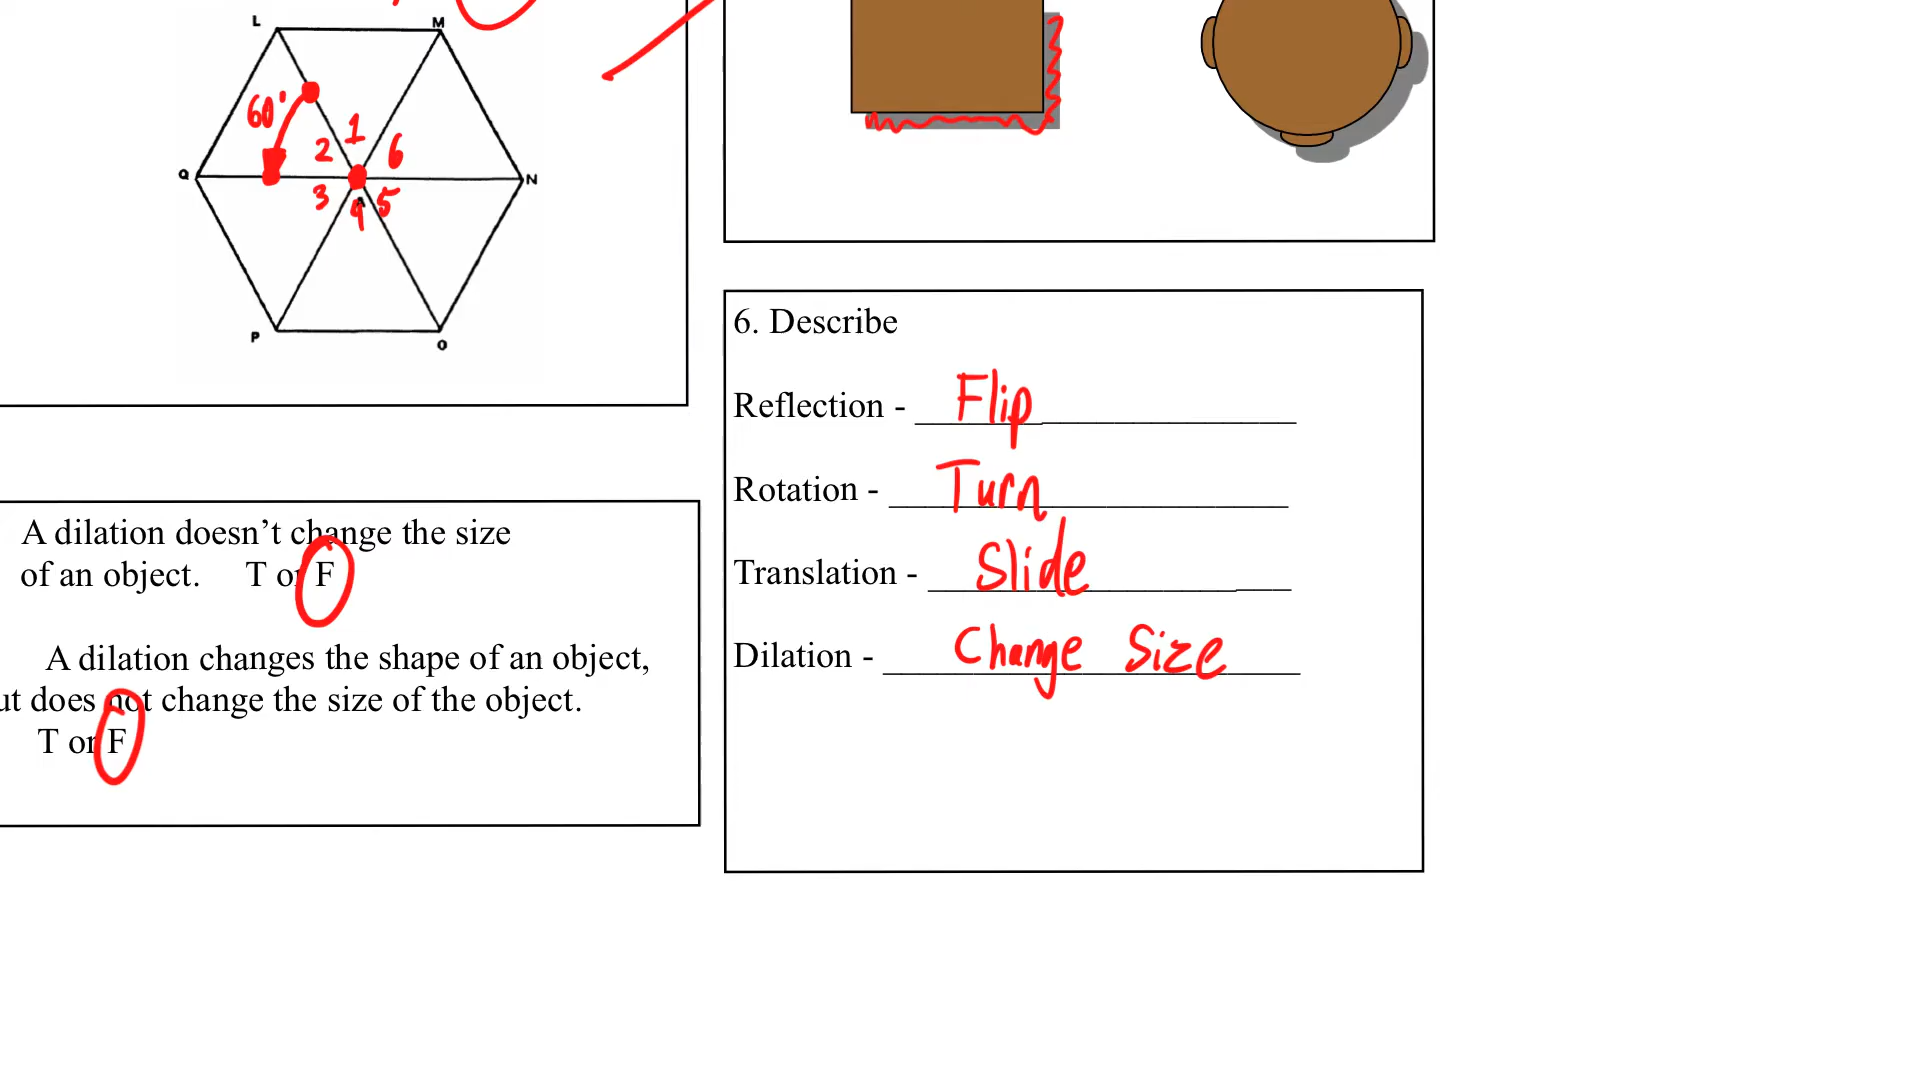 L M
60°
1
2 6
Q N
3 5
4
P O
A dilation doesn’t change the size
of an object. T or F
A dilation changes the shape of an object,
ut does not change the size of the object.
T or F
6. Describe
Reflection - Flip
Rotation - Turn
Translation - Slide
Dilation - Change Size